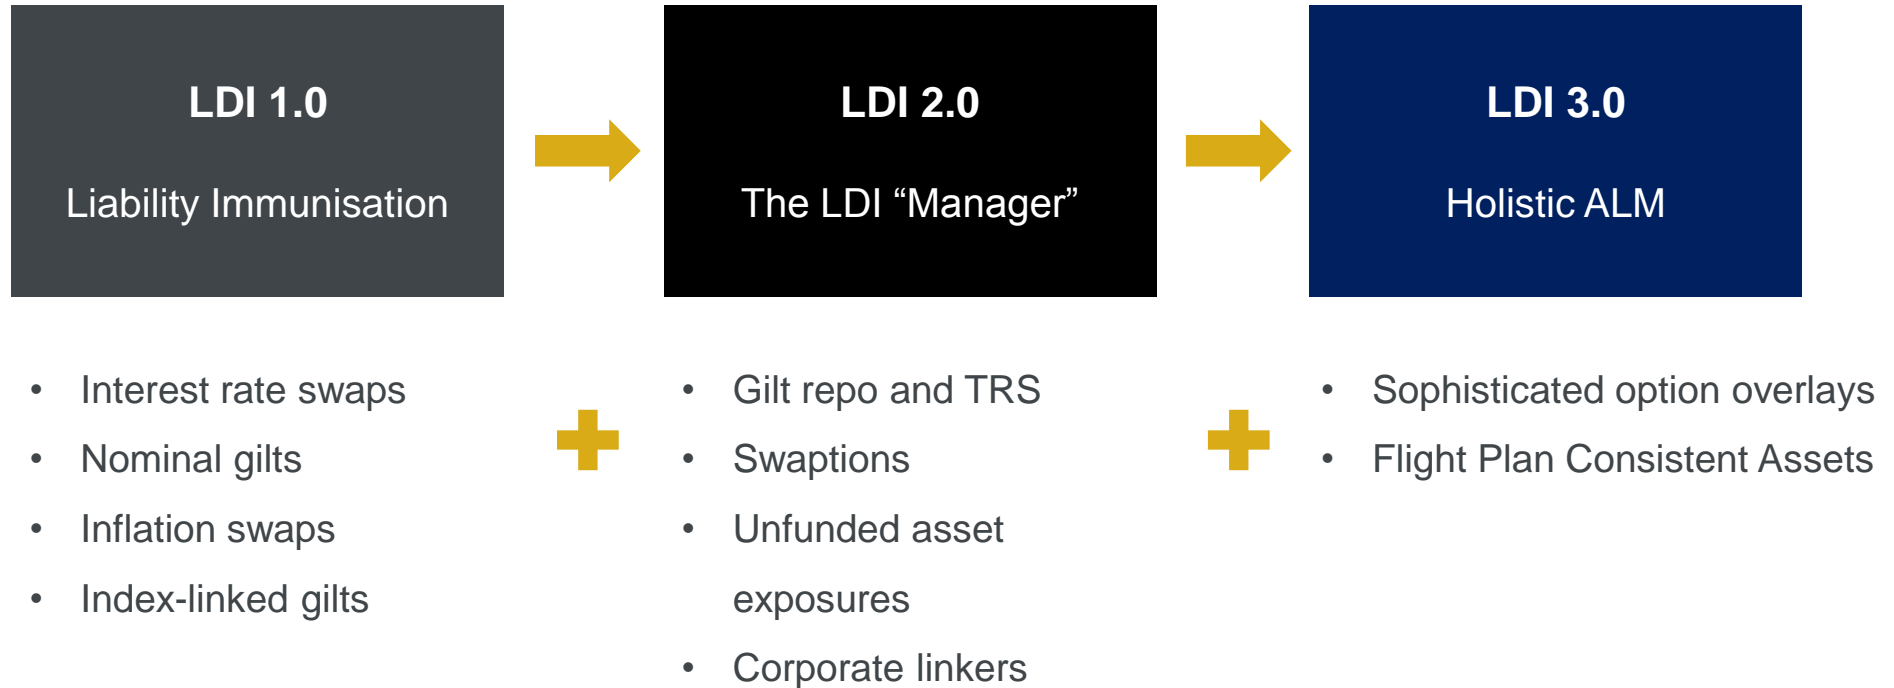 LDI 1.0
Liability Immunisation
LDI 2.0
The LDI “Manager”
LDI 3.0
Holistic ALM
• Interest rate swaps
• Nominal gilts
• Inflation swaps
• Index-linked gilts
• Gilt repo and TRS
• Swaptions
• Unfunded asset
exposures
• Corporate linkers
• Sophisticated option overlays
• Flight Plan Consistent Assets